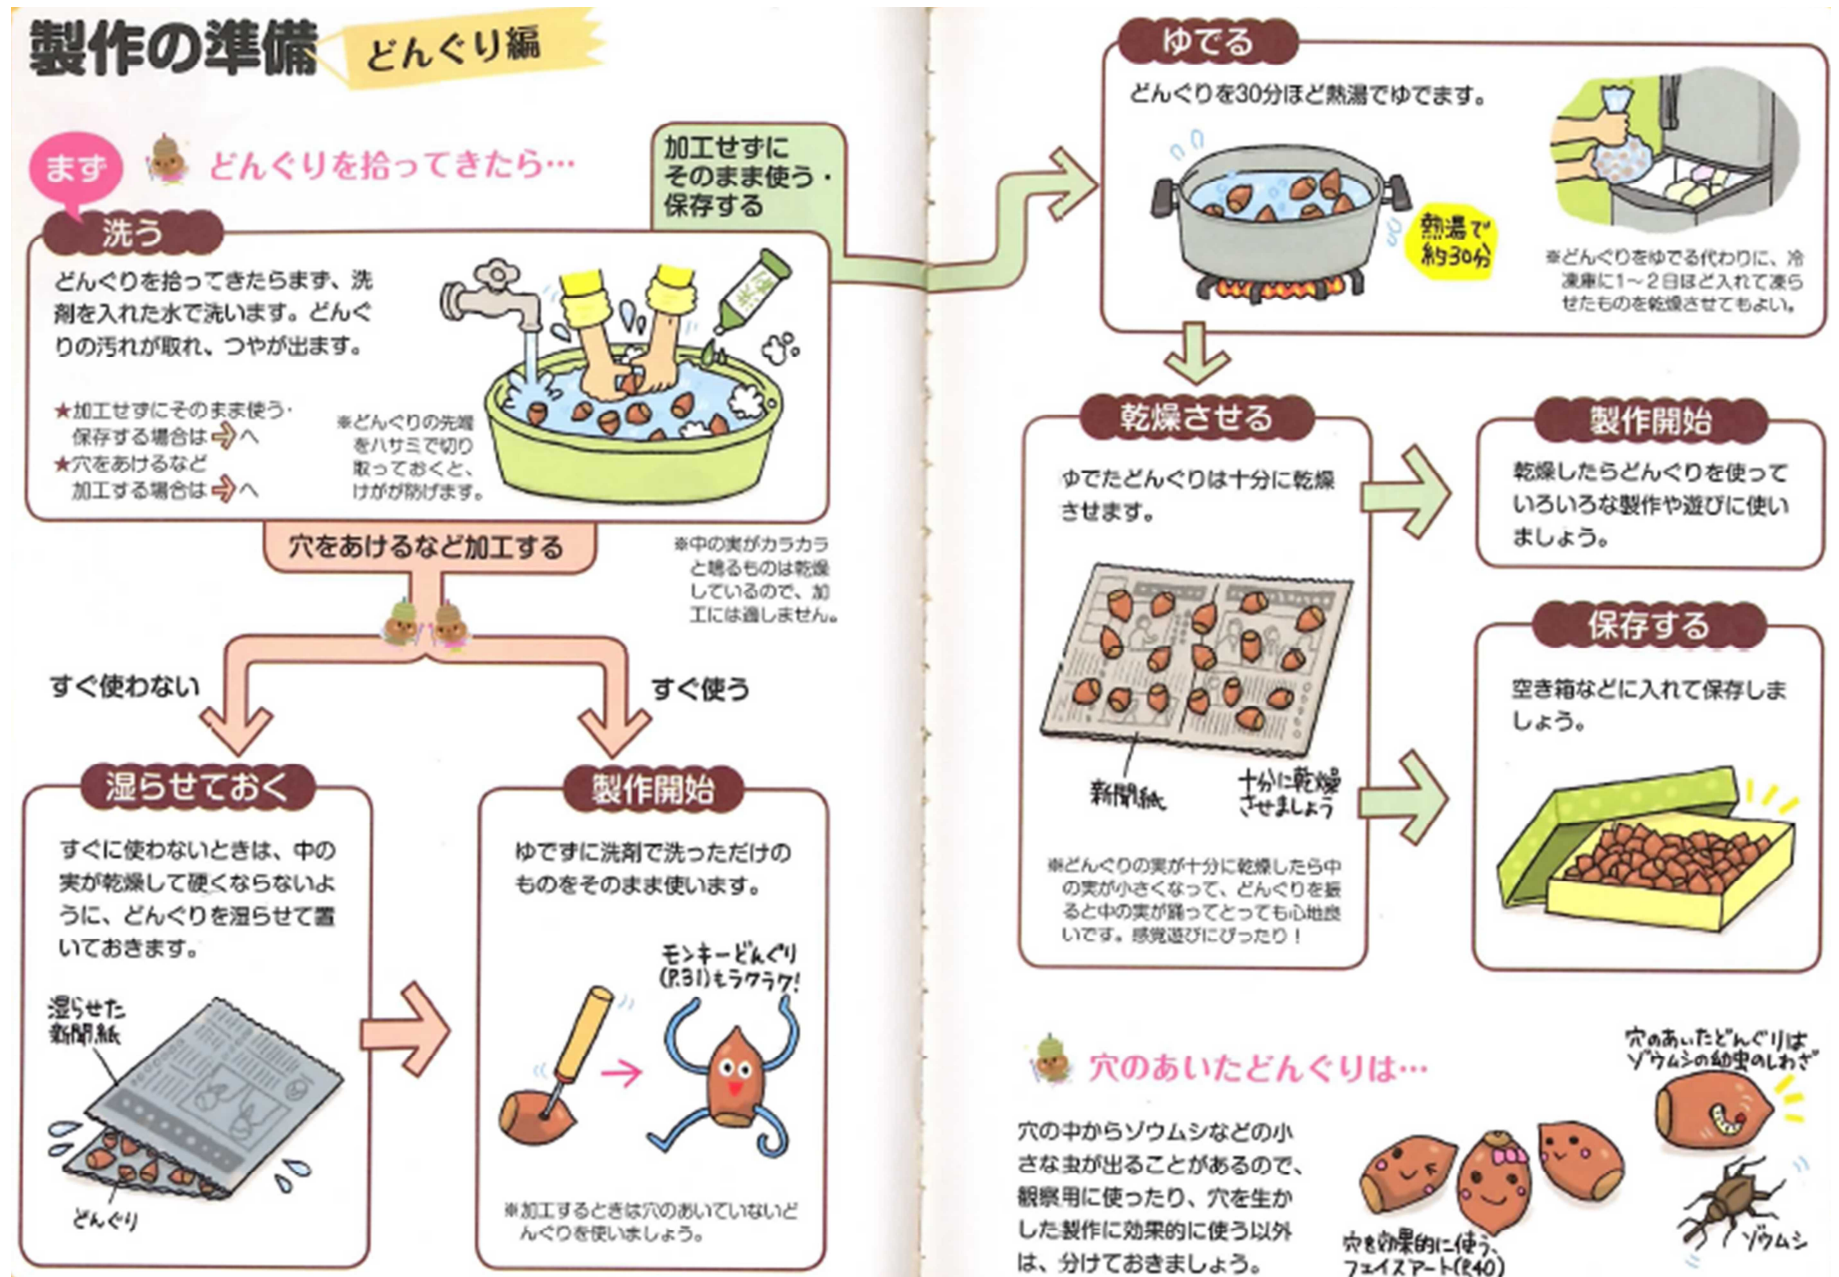 製作の準備
どんぐり編
まず
どんぐりを拾ってきたら…
洗う
どんぐりを拾ってきたらまず、洗
剤を入れた水で洗います。どんぐ
りの汚れが取れ、つやが出ます。
★加工せずにそのまま使う・
保存する場合は➩へ
★穴をあけるなど
加工する場合は➩へ
※どんぐりの先端
をハサミで切り
取っておくと、
けがが防げます。
加工せずに
そのまま使う・
保存する
穴をあけるなど加工する
※中の実がカラカラ
と鳴るものは乾燥
しているので、加
工には適しません。
すぐ使わない
すぐ使う
湿らせておく
すぐに使わないときは、中の
実が乾燥して硬くならないよ
うに、どんぐりを湿らせて置
いておきます。
湿らせた
新聞紙
どんぐり
製作開始
ゆでずに洗剤で洗っただけの
ものをそのまま使います。
モンキーどんぐり
(P.31)もラクラク!
※加工するときは穴のあいていないど
んぐりを使いましょう。
ゆでる
どんぐりを30分ほど熱湯でゆでます。
熱湯で
約30分
※どんぐりをゆでる代わりに、冷
凍庫に1〜2日ほど入れて凍ら
せたものを乾燥させてもよい。
乾燥させる
ゆでたどんぐりは十分に乾燥
させます。
新聞紙
十分に乾燥
させましょう
※どんぐりの実が十分に乾燥したら中
の実が小さくなって、どんぐりを振
ると中の実が踊ってとっても心地良
いです。感覚遊びにぴったり！
製作開始
乾燥したらどんぐりを使って
いろいろな製作や遊びに使い
ましょう。
保存する
空き箱などに入れて保存しま
しょう。
穴のあいたどんぐりは…
穴の中からゾウムシなどの小
さな虫が出ることがあるので、
観察用に使ったり、穴を生か
した製作に効果的に使う以外
は、分けておきましょう。
穴のあいたどんぐりは
ゾウムシの幼虫のしわざ
穴を効果的に使う、
フェイスアート(P.40)
ゾウムシ